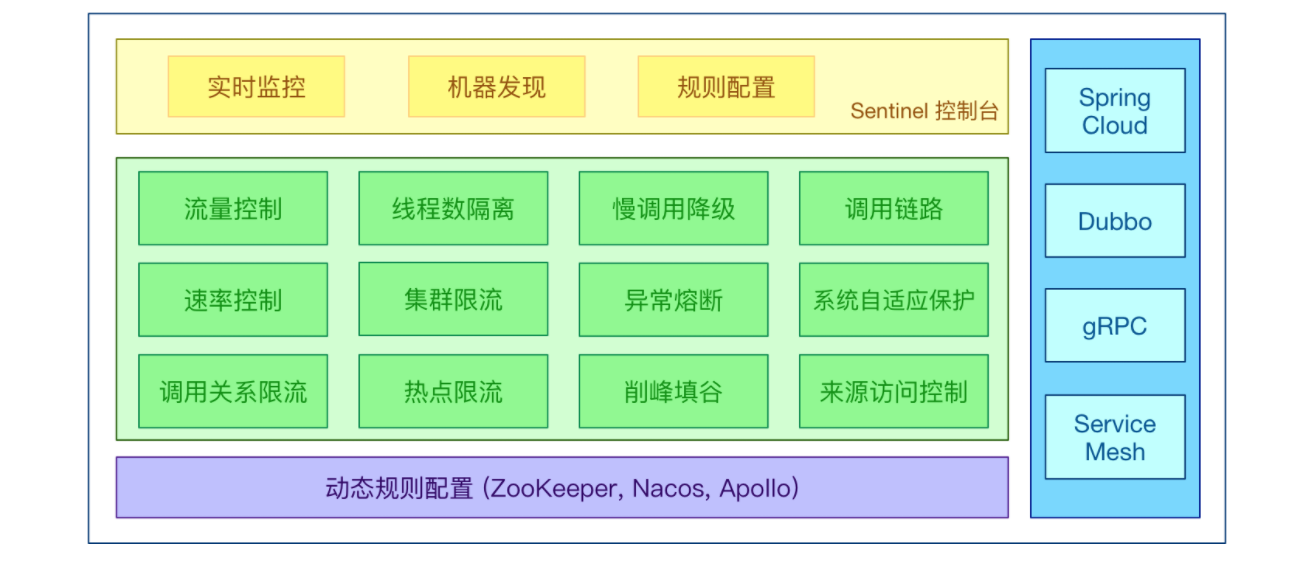 实时监控
机器发现
规则配置
Sentinel 控制台
流量控制
线程数隔离
慢调用降级
调用链路
速率控制
集群限流
异常熔断
系统自适应保护
调用关系限流
热点限流
削峰填谷
来源访问控制
动态规则配置 (ZooKeeper, Nacos, Apollo)
Spring
Cloud
Dubbo
gRPC
Service
Mesh